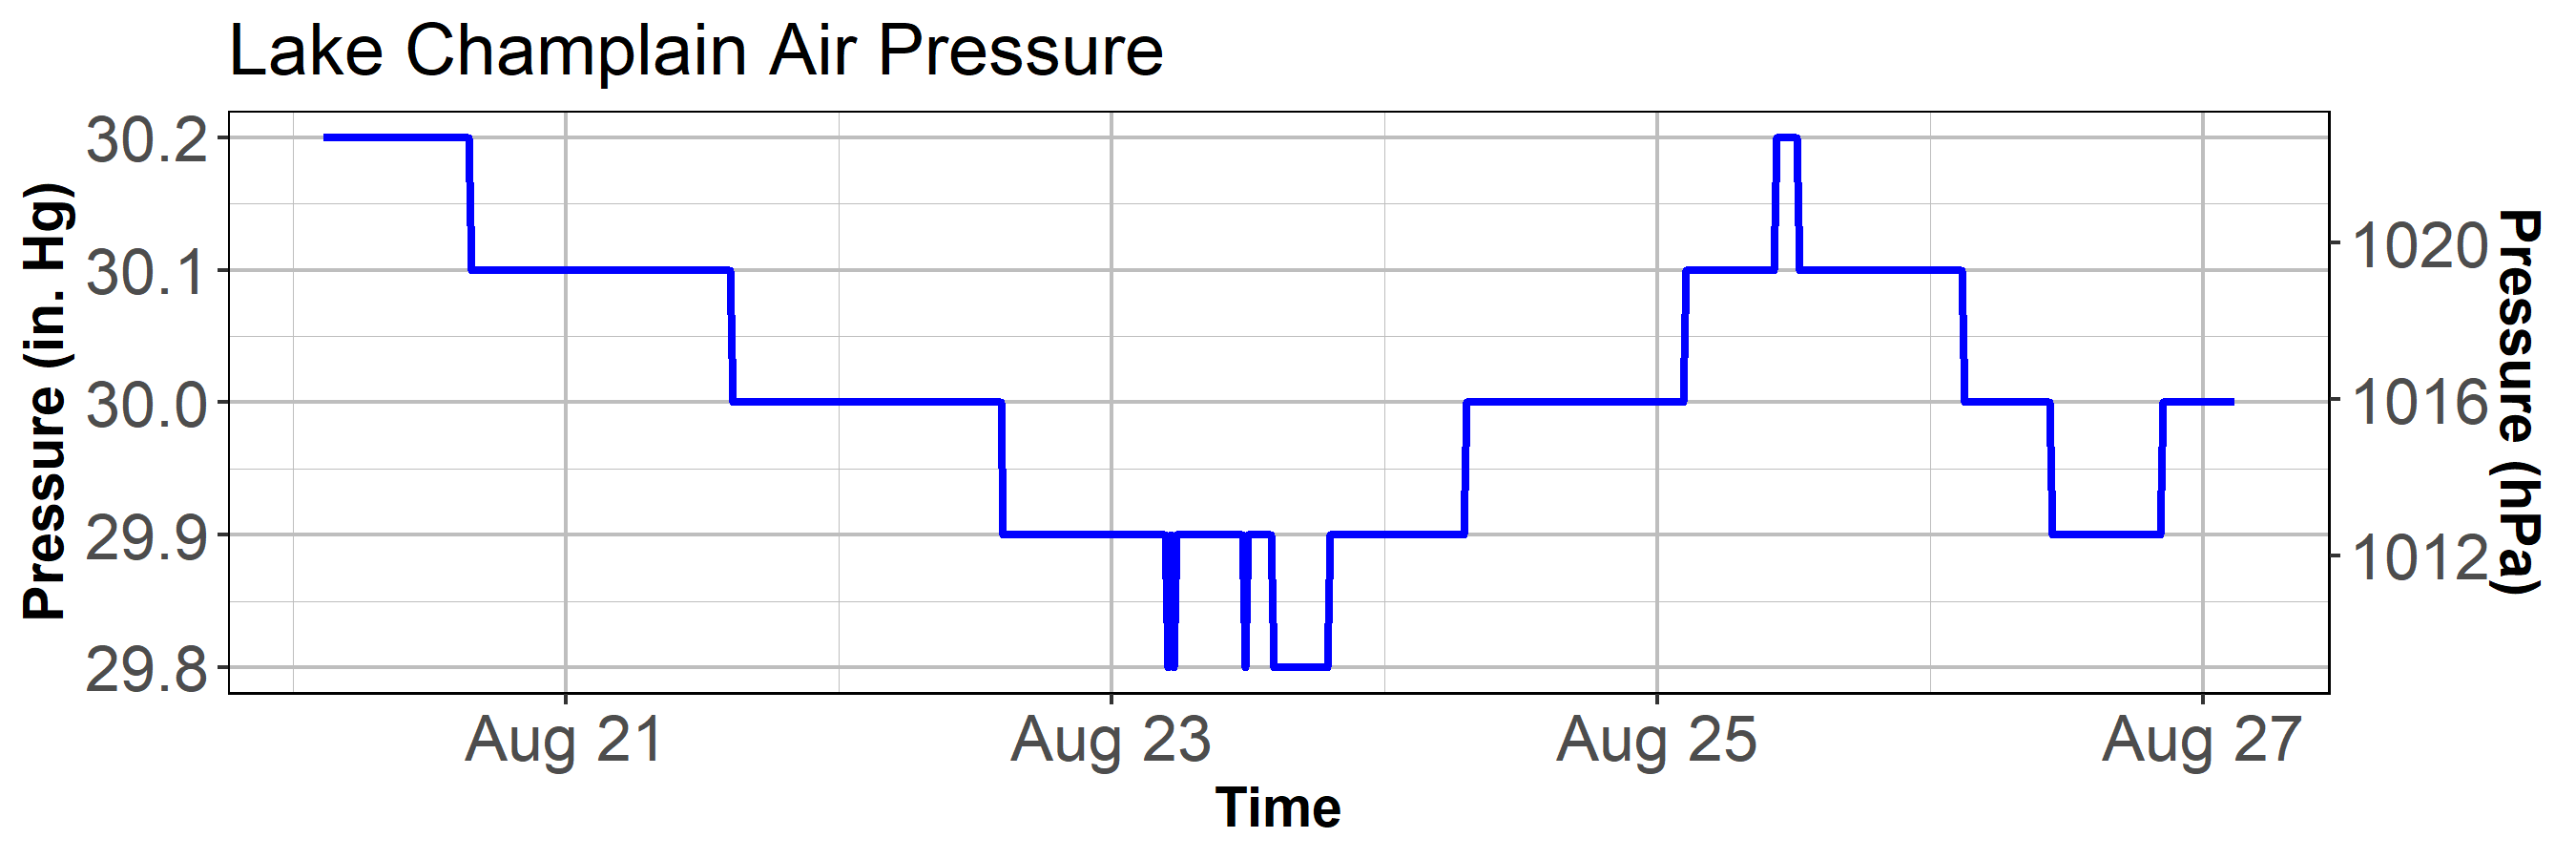 Lake Champlain Air Pressure
30.2
30.1
30.0
29.9
29.8
Pressure (in. Hg)
1020
1016
1012
Pressure (hPa)
Aug 21
Aug 23
Aug 25
Aug 27
Time